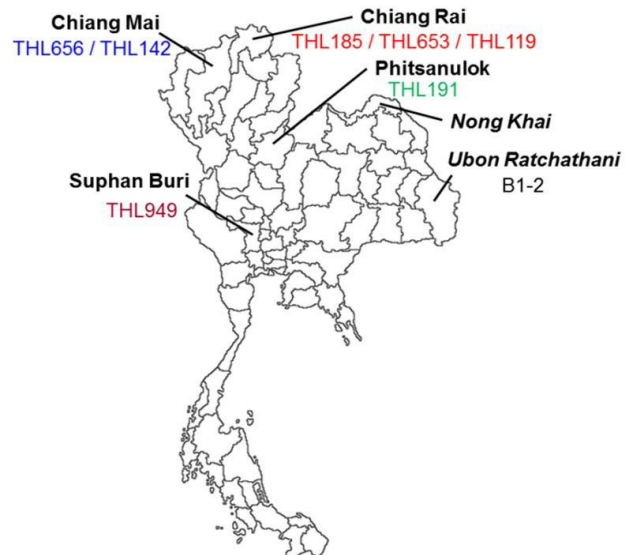 Chiang Mai
THL656 / THL142
Chiang Rai
THL185 / THL653 / THL119
Phitsanulok
THL191
Nong Khai
Ubon Ratchathani
B1-2
Suphan Buri
THL949